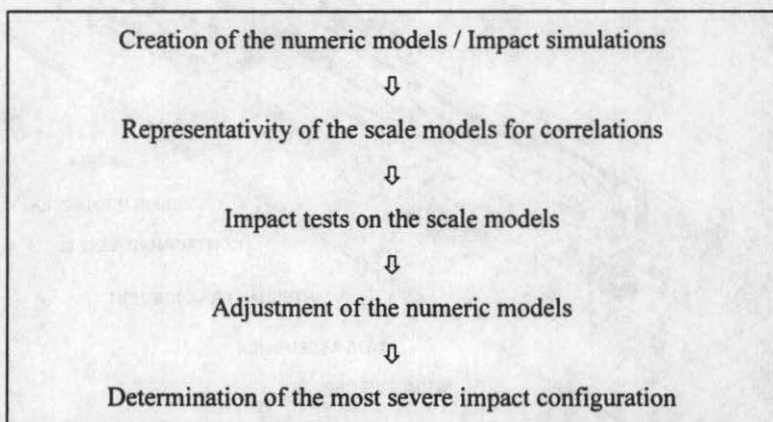 Creation of the numeric models / Impact simulations
⇩
Representativity of the scale models for correlations
⇩
Impact tests on the scale models
⇩
Adjustment of the numeric models
⇩
Determination of the most severe impact configuration